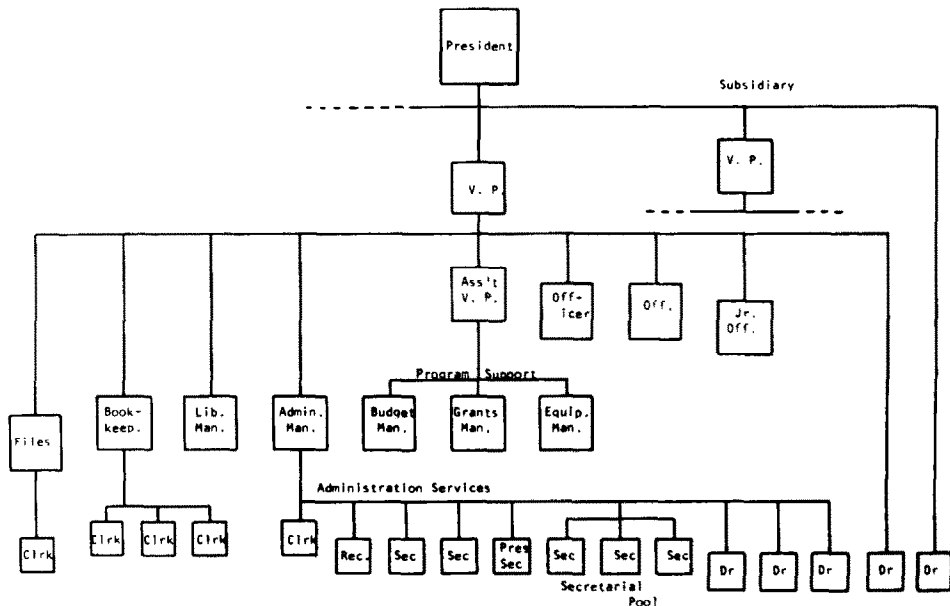 President
Subsidiary
V. P.
V. P.
Ass't
V. P.
Off-
icer
Off.
Jr.
Off.
Program Support
Files
Book-
keep.
Lib.
Man.
Admin.
Man.
Budget
Man.
Grants
Man.
Equip.
Man.
Administration Services
Clrk
Clrk
Clrk
Clrk
Clrk
Rec.
Sec
Sec
Pres
Sec
Sec
Sec
Sec
Dr
Dr
Dr
Dr
Dr
Secretarial
Pool